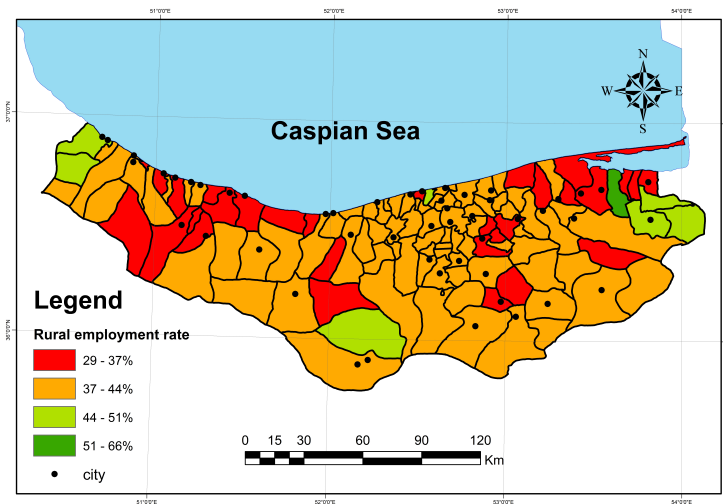 51°0'0"E 52°0'0"E 53°0'0"E 54°0'0"E
N
W E
S
37°0'0"N
Caspian Sea
36°0'0"N
Legend
Rural employment rate
29 - 37%
37 - 44%
44 - 51%
51 - 66%
city
0 15 30 60 90 120
Km
51°0'0"E 52°0'0"E 53°0'0"E 54°0'0"E